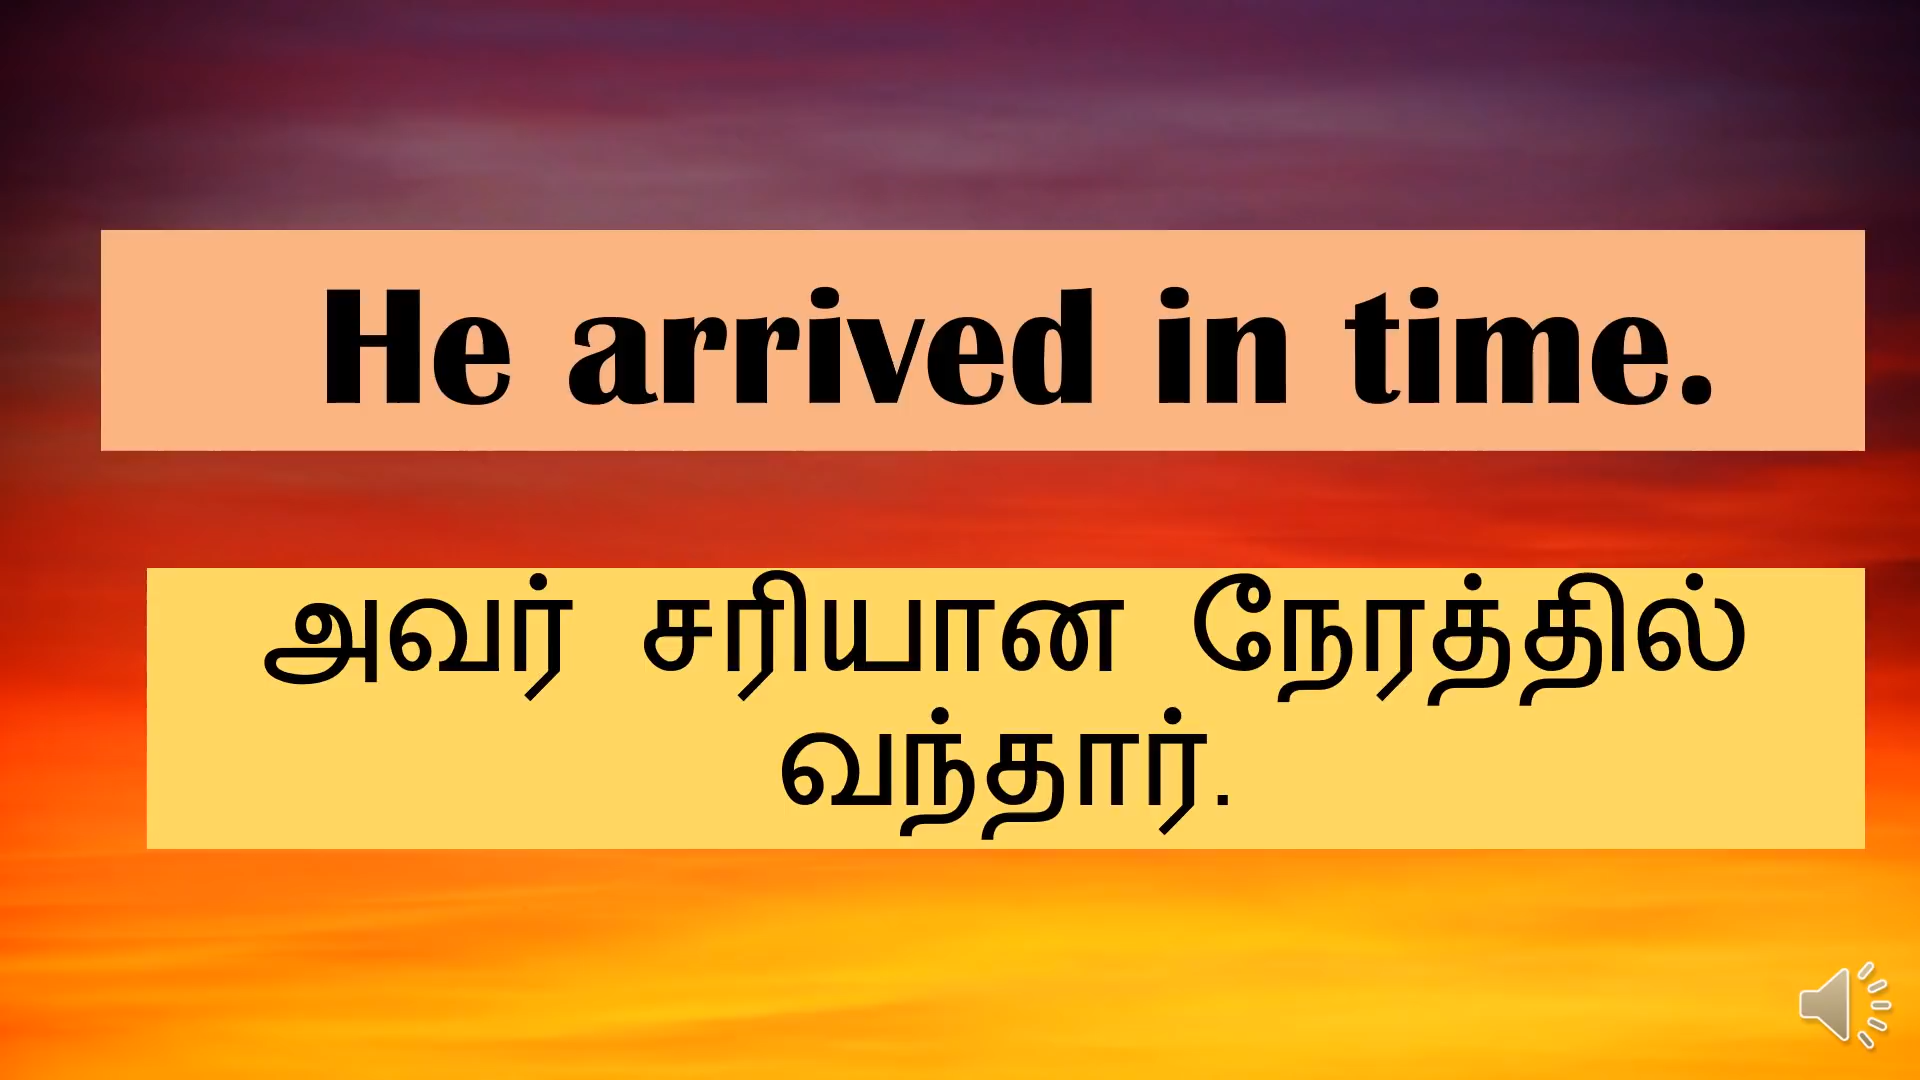 He arrived in time.
அவர் சரியான நேரத்தில்
வந்தார்.